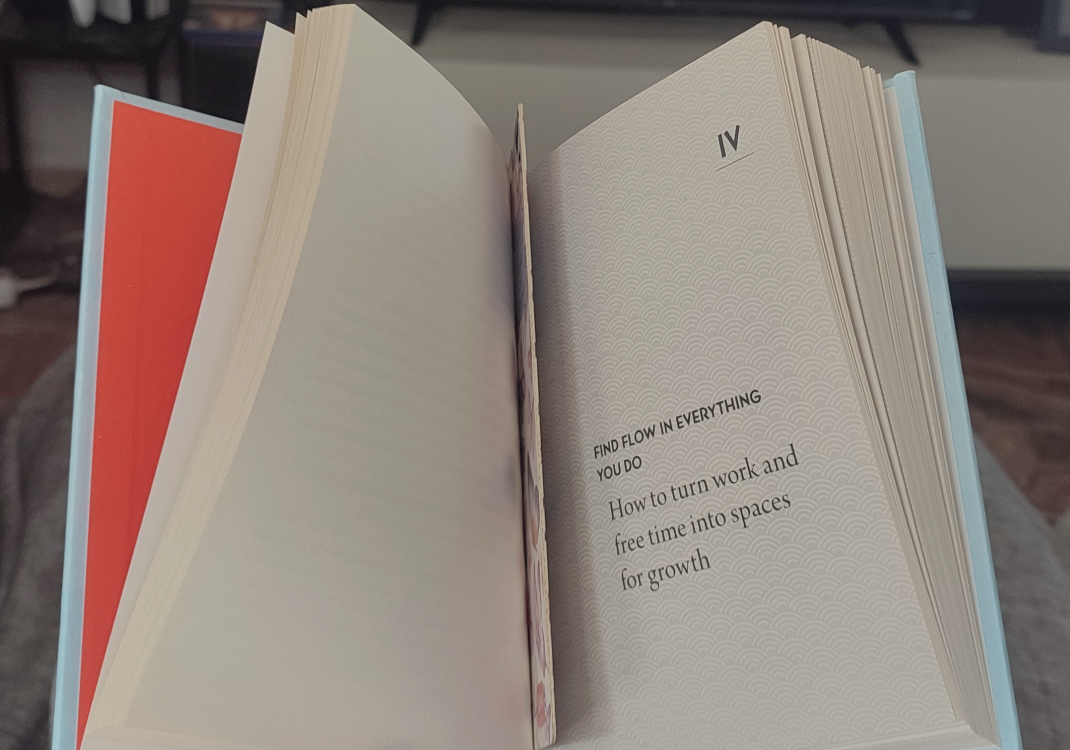 IV
FIND FLOW IN EVERYTHING
YOU DO
How to turn work and
free time into spaces
for growth